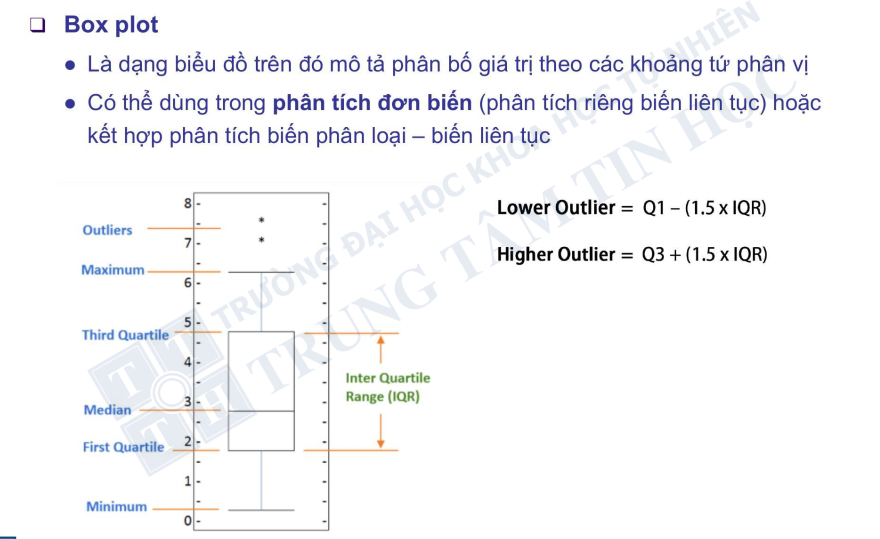 ❑ Box plot
● Là dạng biểu đồ trên đó mô tả phân bố giá trị theo các khoảng tứ phân vị
● Có thể dùng trong phân tích đơn biến (phân tích riêng biến liên tục) hoặc
kết hợp phân tích biến phân loại – biến liên tục
TRƯỜNG ĐẠI HỌC KHOA HỌC TỰ NHIÊN
TRUNG TÂM TIN HỌC
T T
T H
Lower Outlier = Q1 – (1.5 x IQR)
Higher Outlier = Q3 + (1.5 x IQR)
8
Outliers
* 
*
7
Maximum
6
5
Third Quartile
4
Inter Quartile
Range (IQR)
3
Median
2
First Quartile
1
Minimum
0